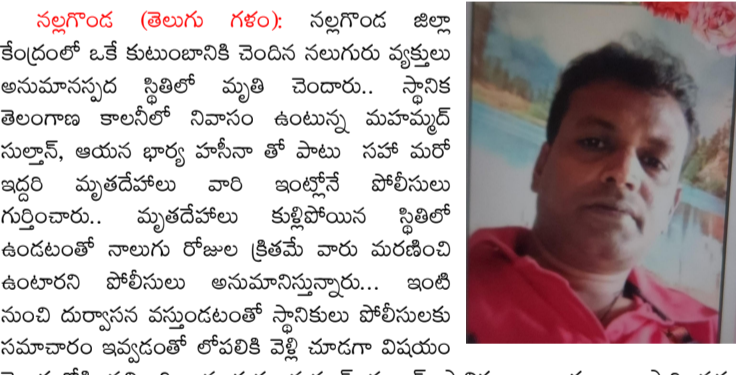 నల్లగొండ (తెలుగు గళం): నల్లగొండ జిల్లా
కేంద్రంలో ఒకే కుటుంబానికి చెందిన నలుగురు వ్యక్తులు
అనుమానస్పద స్థితిలో మృతి చెందారు.. స్థానిక
తెలంగాణ కాలనీలో నివాసం ఉంటున్న మహమ్మద్
సుల్తాన్, ఆయన భార్య హసీనా తో పాటు సహా మరో
ఇద్దరి మృతదేహాలు వారి ఇంట్లోనే పోలీసులు
గుర్తించారు.. మృతదేహాలు కుళ్లిపోయిన స్థితిలో
ఉండటంతో నాలుగు రోజుల క్రితమే వారు మరణించి
ఉంటారని పోలీసులు అనుమానిస్తున్నారు... ఇంటి
నుంచి దుర్వాసన వస్తుండటంతో స్థానికులు పోలీసులకు
సమాచారం ఇవ్వడంతో లోపలికి వెళ్లి చూడగా విషయం